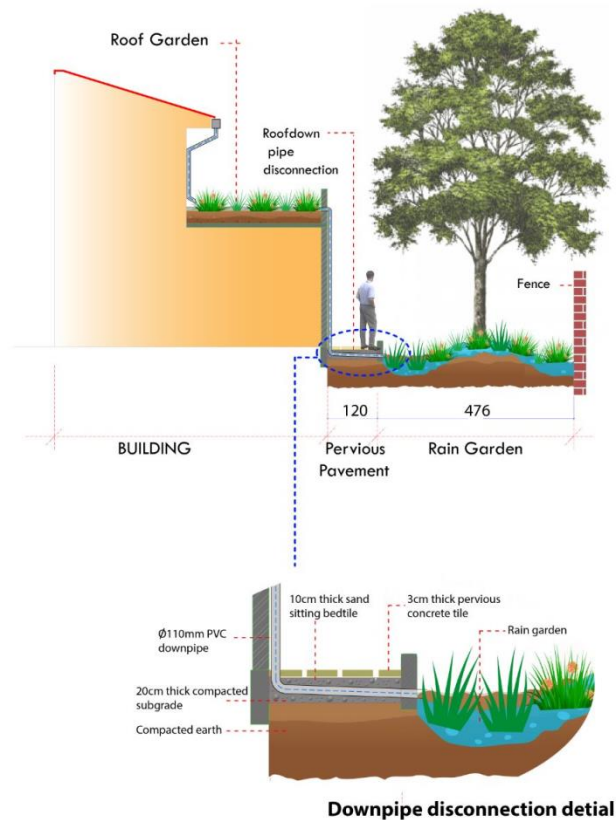 Roof Garden
Roofdown
pipe
disconnection
Fence
120
476
BUILDING
Pervious
Pavement
Rain Garden
10cm thick sand
sitting bedtile
3cm thick pervious
concrete tile
Ø110mm PVC
downpipe
Rain garden
20cm thick compacted
subgrade
Compacted earth
Downpipe disconnection detial